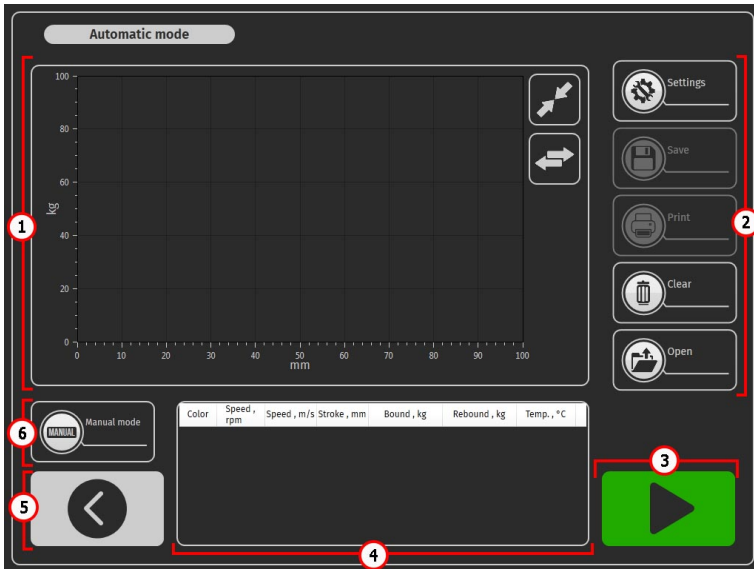 Automatic mode
100
80
60
40
20
0
kg
0 10 20 30 40 50 60 70 80 90 100
mm
Settings
Save
Print
Clear
Open
1
2
MANUAL
Manual mode
6
Color Speed , rpm Speed , m/s Stroke , mm Bound , kg Rebound , kg Temp. , °C
3
5
4